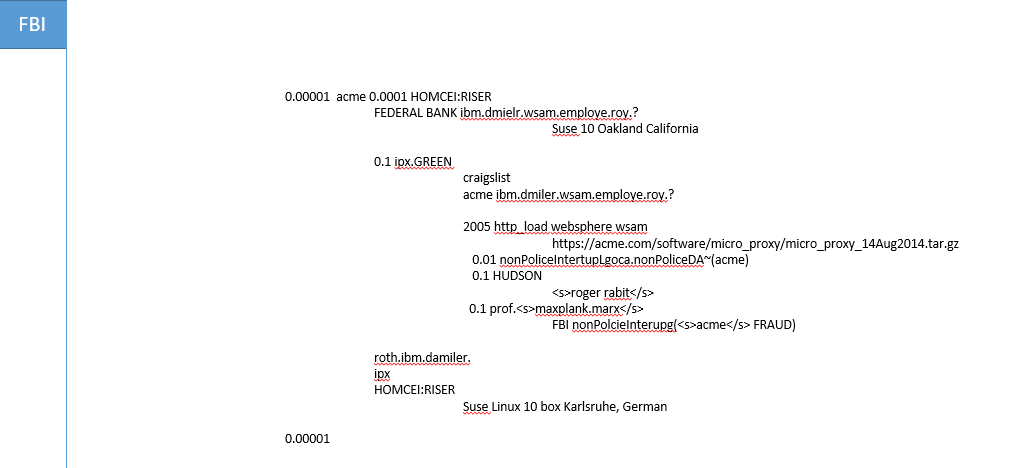 FBI
0.00001 acme 0.0001 HOMCEI:RISER
FEDERAL BANK ibm.dmielr.wsam.employe.roy.?
Suse 10 Oakland California
0.1 ipx.GREEN
craigslist
acme ibm.dmiler.wsam.employe.roy.?
2005 http_load websphere wsam
https://acme.com/software/micro_proxy/micro_proxy_14Aug2014.tar.gz
0.01 nonPoliceIntertupLgoca.nonPoliceDA~(acme)
0.1 HUDSON
<s>roger rabit</s>
0.1 prof.<s>maxplank.marx</s>
FBI nonPolcieInterupg(<s>acme</s> FRAUD)
roth.ibm.damiler.
ipx
HOMCEI:RISER
Suse Linux 10 box Karlsruhe, German
0.00001